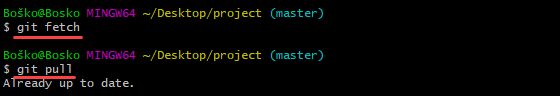 Boško@Bosko MINGW64 ~/Desktop/project (master)
$ git fetch
Boško@Bosko MINGW64 ~/Desktop/project (master)
$ git pull
Already up to date.